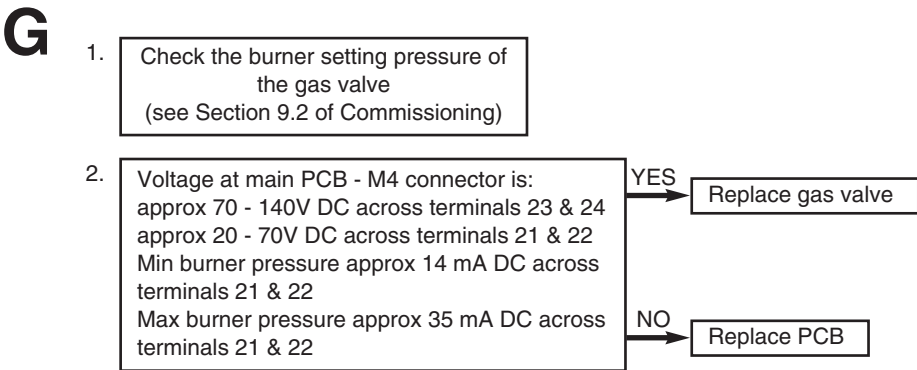 G
1.
Check the burner setting pressure of
the gas valve
(see Section 9.2 of Commissioning)
2.
Voltage at main PCB - M4 connector is:
approx 70 - 140V DC across terminals 23 & 24
approx 20 - 70V DC across terminals 21 & 22
Min burner pressure approx 14 mA DC across
terminals 21 & 22
Max burner pressure approx 35 mA DC across
terminals 21 & 22
YES
Replace gas valve
NO
Replace PCB